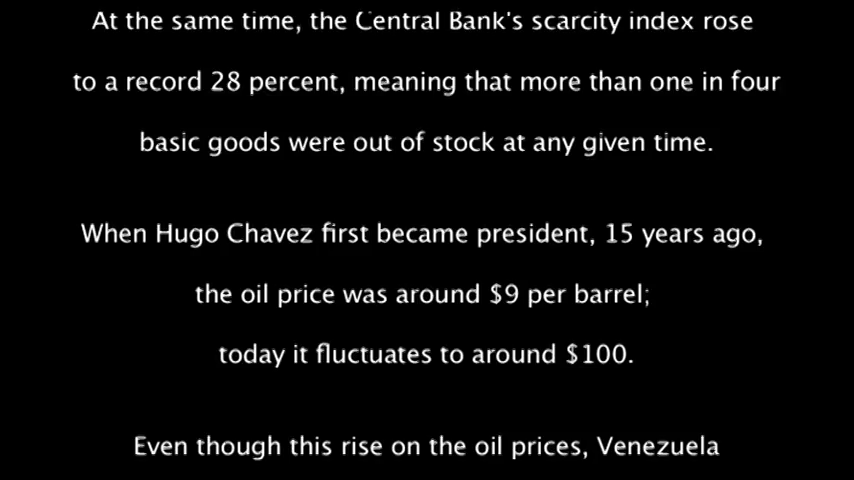 At the same time, the Central Bank's scarcity index rose
to a record 28 percent, meaning that more than one in four
basic goods were out of stock at any given time.
When Hugo Chavez first became president, 15 years ago,
the oil price was around $9 per barrel;
today it fluctuates to around $100.
Even though this rise on the oil prices, Venezuela